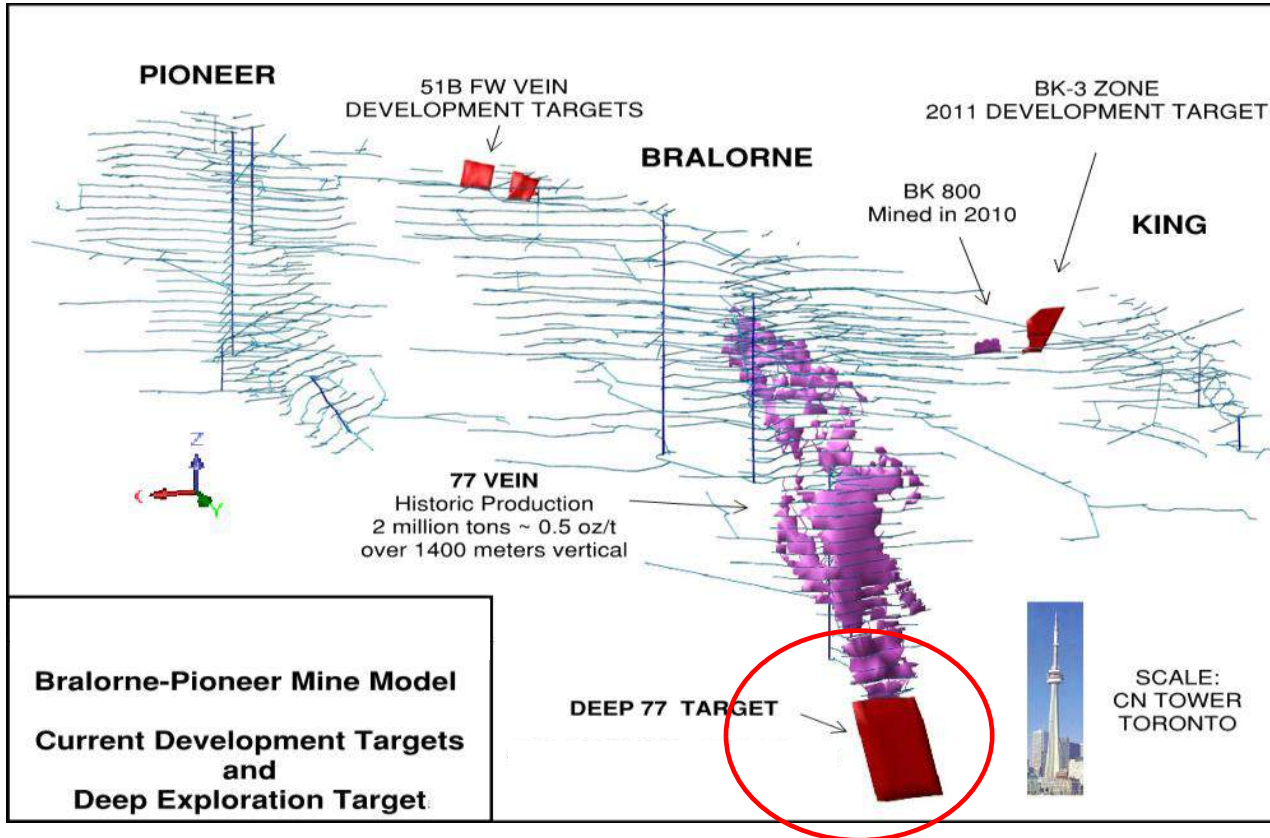 PIONEER
51B FW VEIN
DEVELOPMENT TARGETS
BRALORNE
BK-3 ZONE
2011 DEVELOPMENT TARGET
BK 800
Mined in 2010
KING
Z
Y
77 VEIN
Historic Production
2 million tons ~ 0.5 oz/t
over 1400 meters vertical
DEEP 77 TARGET
SCALE:
CN TOWER
TORONTO
Bralorne-Pioneer Mine Model
Current Development Targets
and
Deep Exploration Target